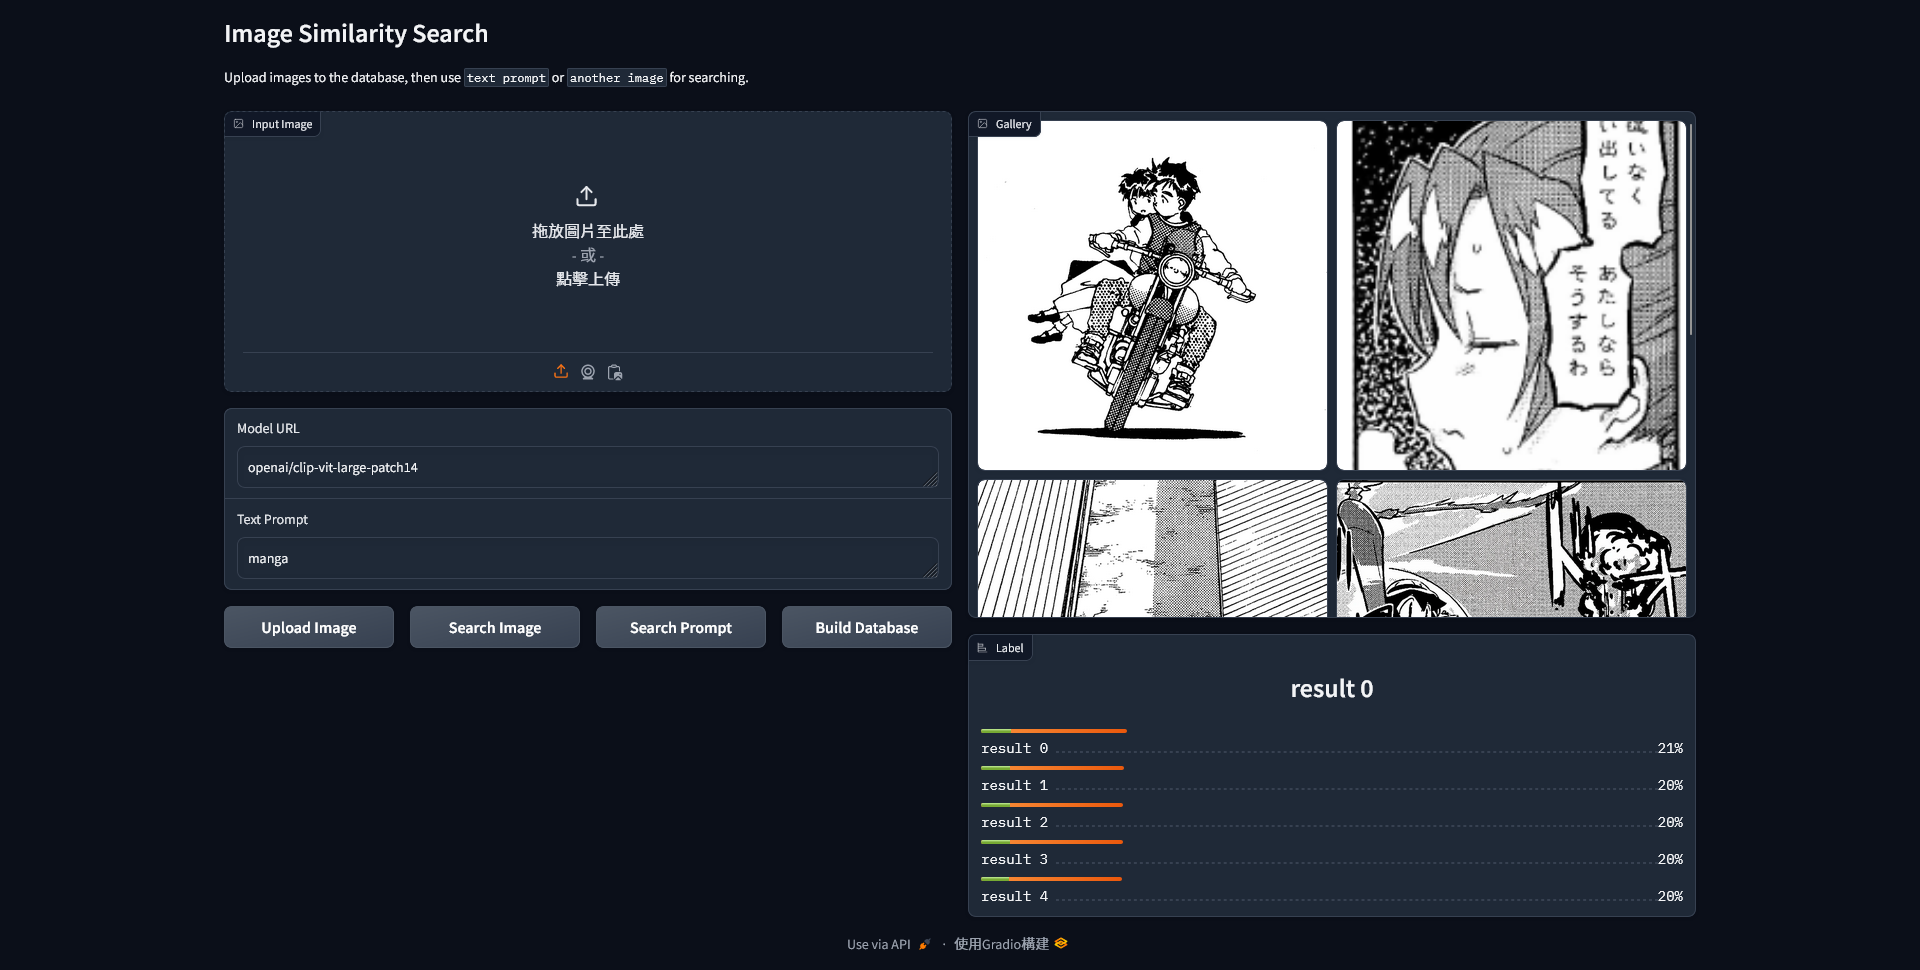 Image Similarity Search
Upload images to the database, then use text prompt or another image for searching.
Input Image
拖放圖片至此處
- 或 -
點擊上傳
Model URL
openai/clip-vit-large-patch14
Text Prompt
manga
Upload Image
Search Image
Search Prompt
Build Database
Gallery
いなく
い出してる
あたしなら
そうするわ
Label
result 0
result 0 21%
result 1 20%
result 2 20%
result 3 20%
result 4 20%
Use via API 🚀 · 使用Gradio構建